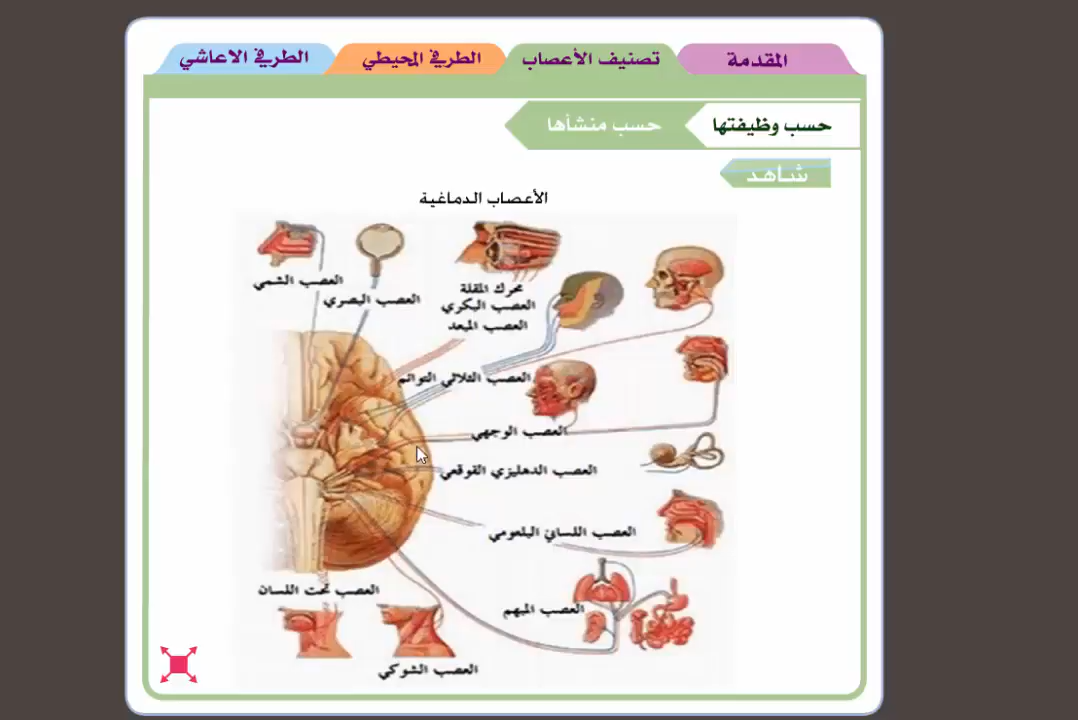 المقدمة
تصنيف الأعصاب
الطرفي المحيطي
الطرفي الاعاشي
حسب وظيفتها
حسب منشأها
شاهد
الأعصاب الدماغية
العصب الشمي
العصب البصري
محرك المقلة
العصب البكري
العصب المبعد
العصب الثلاثي التوائم
العصب الوجهي
العصب الدهليزي القوقعي
العصب اللساني البلعومي
العصب المبهم
العصب تحت اللسان
العصب الشوكي